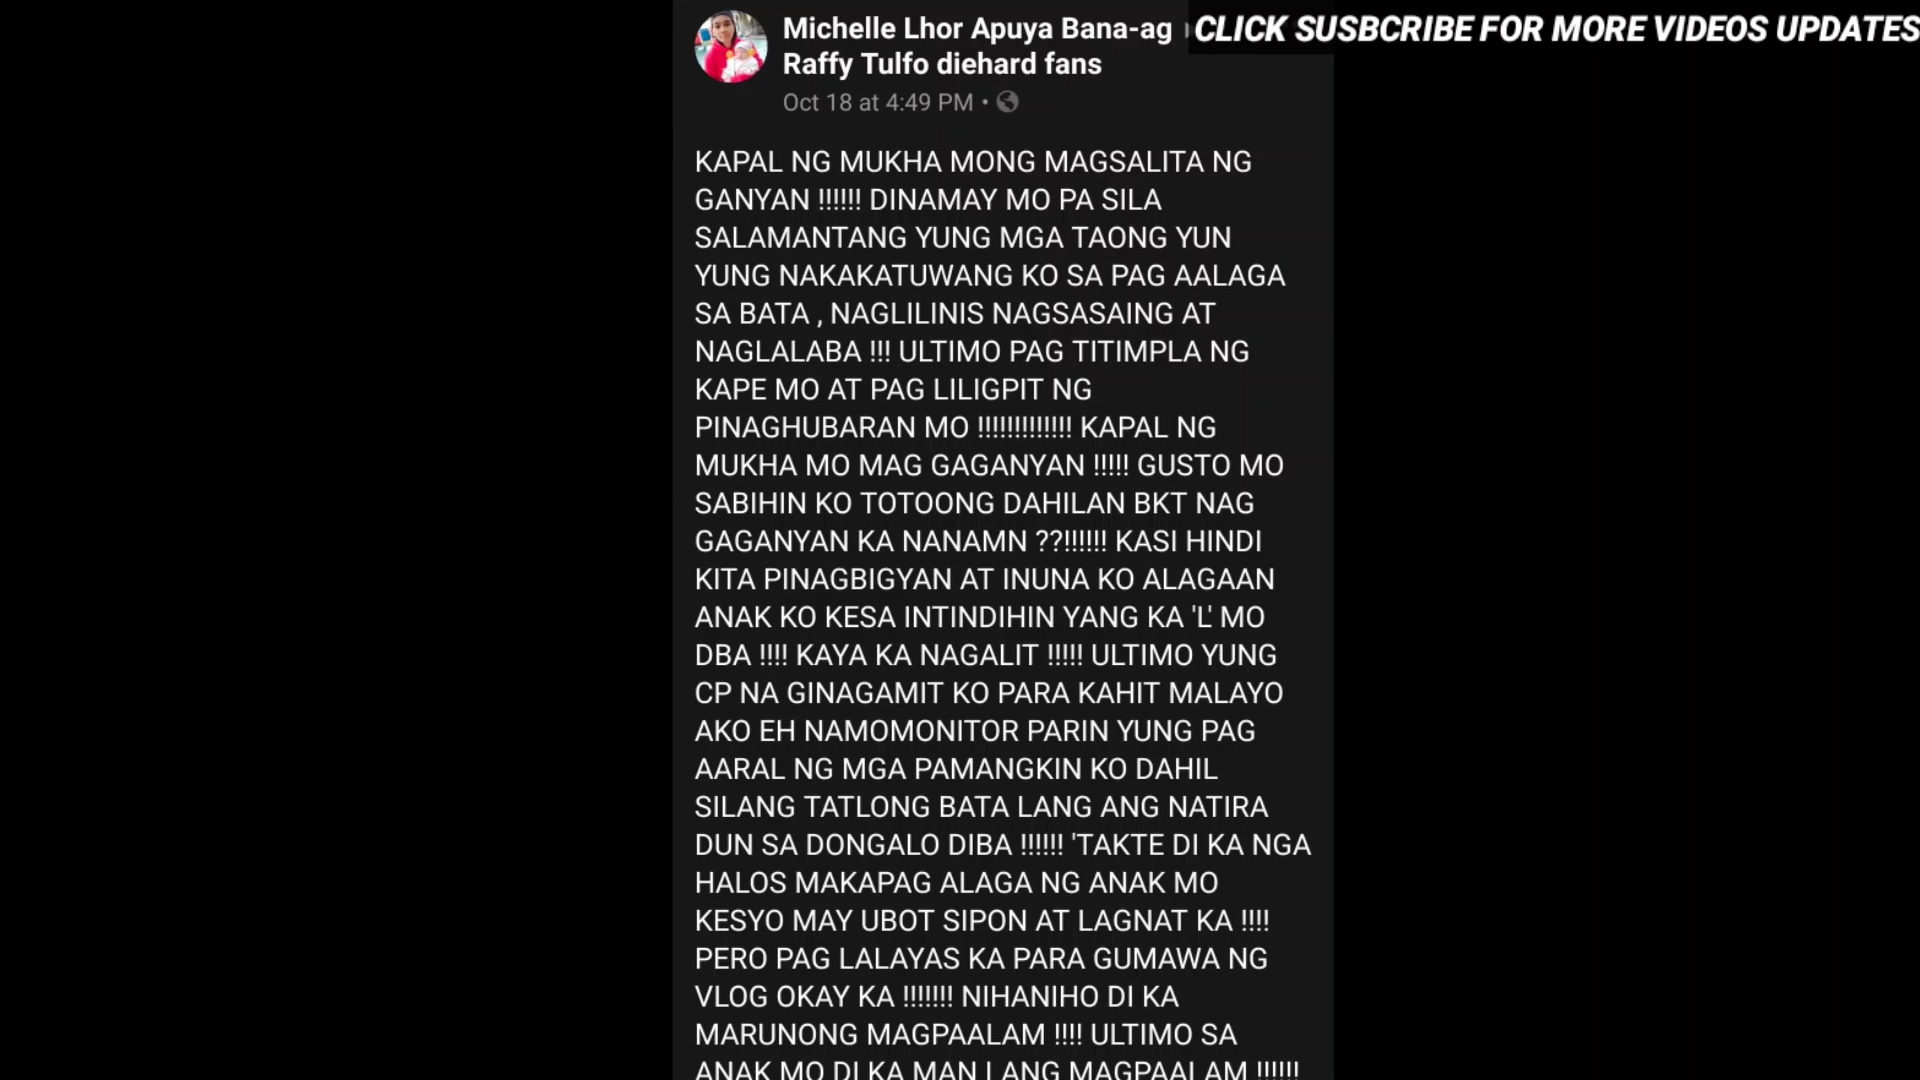 Michelle Lhor Apuya Bana-ag
CLICK SUSBCRIBE FOR MORE VIDEOS UPDATES
Raffy Tulfo diehard fans
Oct 18 at 4:49 PM •
KAPAL NG MUKHA MONG MAGSALITA NG
GANYAN !!!!!! DINAMAY MO PA SILA
SALAMANTANG YUNG MGA TAONG YUN
YUNG NAKAKATUWANG KO SA PAG AALAGA
SA BATA , NAGLILINIS NAGSASAING AT
NAGLALABA !!! ULTIMO PAG TITIMPLA NG
KAPE MO AT PAG LILIGPIT NG
PINAGHUBARAN MO !!!!!!!!!!!!! KAPAL NG
MUKHA MO MAG GAGANYAN !!!!! GUSTO MO
SABIHIN KO TOTOONG DAHILAN BKT NAG
GAGANYAN KA NANAMN ??!!!!!! KASI HINDI
KITA PINAGBIGYAN AT INUNA KO ALAGAAN
ANAK KO KESA INTINDIHIN YANG KA 'L' MO
DBA !!!! KAYA KA NAGALIT !!!!! ULTIMO YUNG
CP NA GINAGAMIT KO PARA KAHIT MALAYO
AKO EH NAMOMONITOR PARIN YUNG PAG
AARAL NG MGA PAMANGKIN KO DAHIL
SILANG TATLONG BATA LANG ANG NATIRA
DUN SA DONGALO DIBA !!!!!! 'TAKTE DI KA NGA
HALOS MAKAPAG ALAGA NG ANAK MO
KESYO MAY UBOT SIPON AT LAGNAT KA !!!!
PERO PAG LALAYAS KA PARA GUMAWA NG
VLOG OKAY KA !!!!!!! NIHANIHO DI KA
MARUNONG MAGPAALAM !!!! ULTIMO SA
ANAK MO DI KA MAN LANG MAGPAALAM !!!!!!